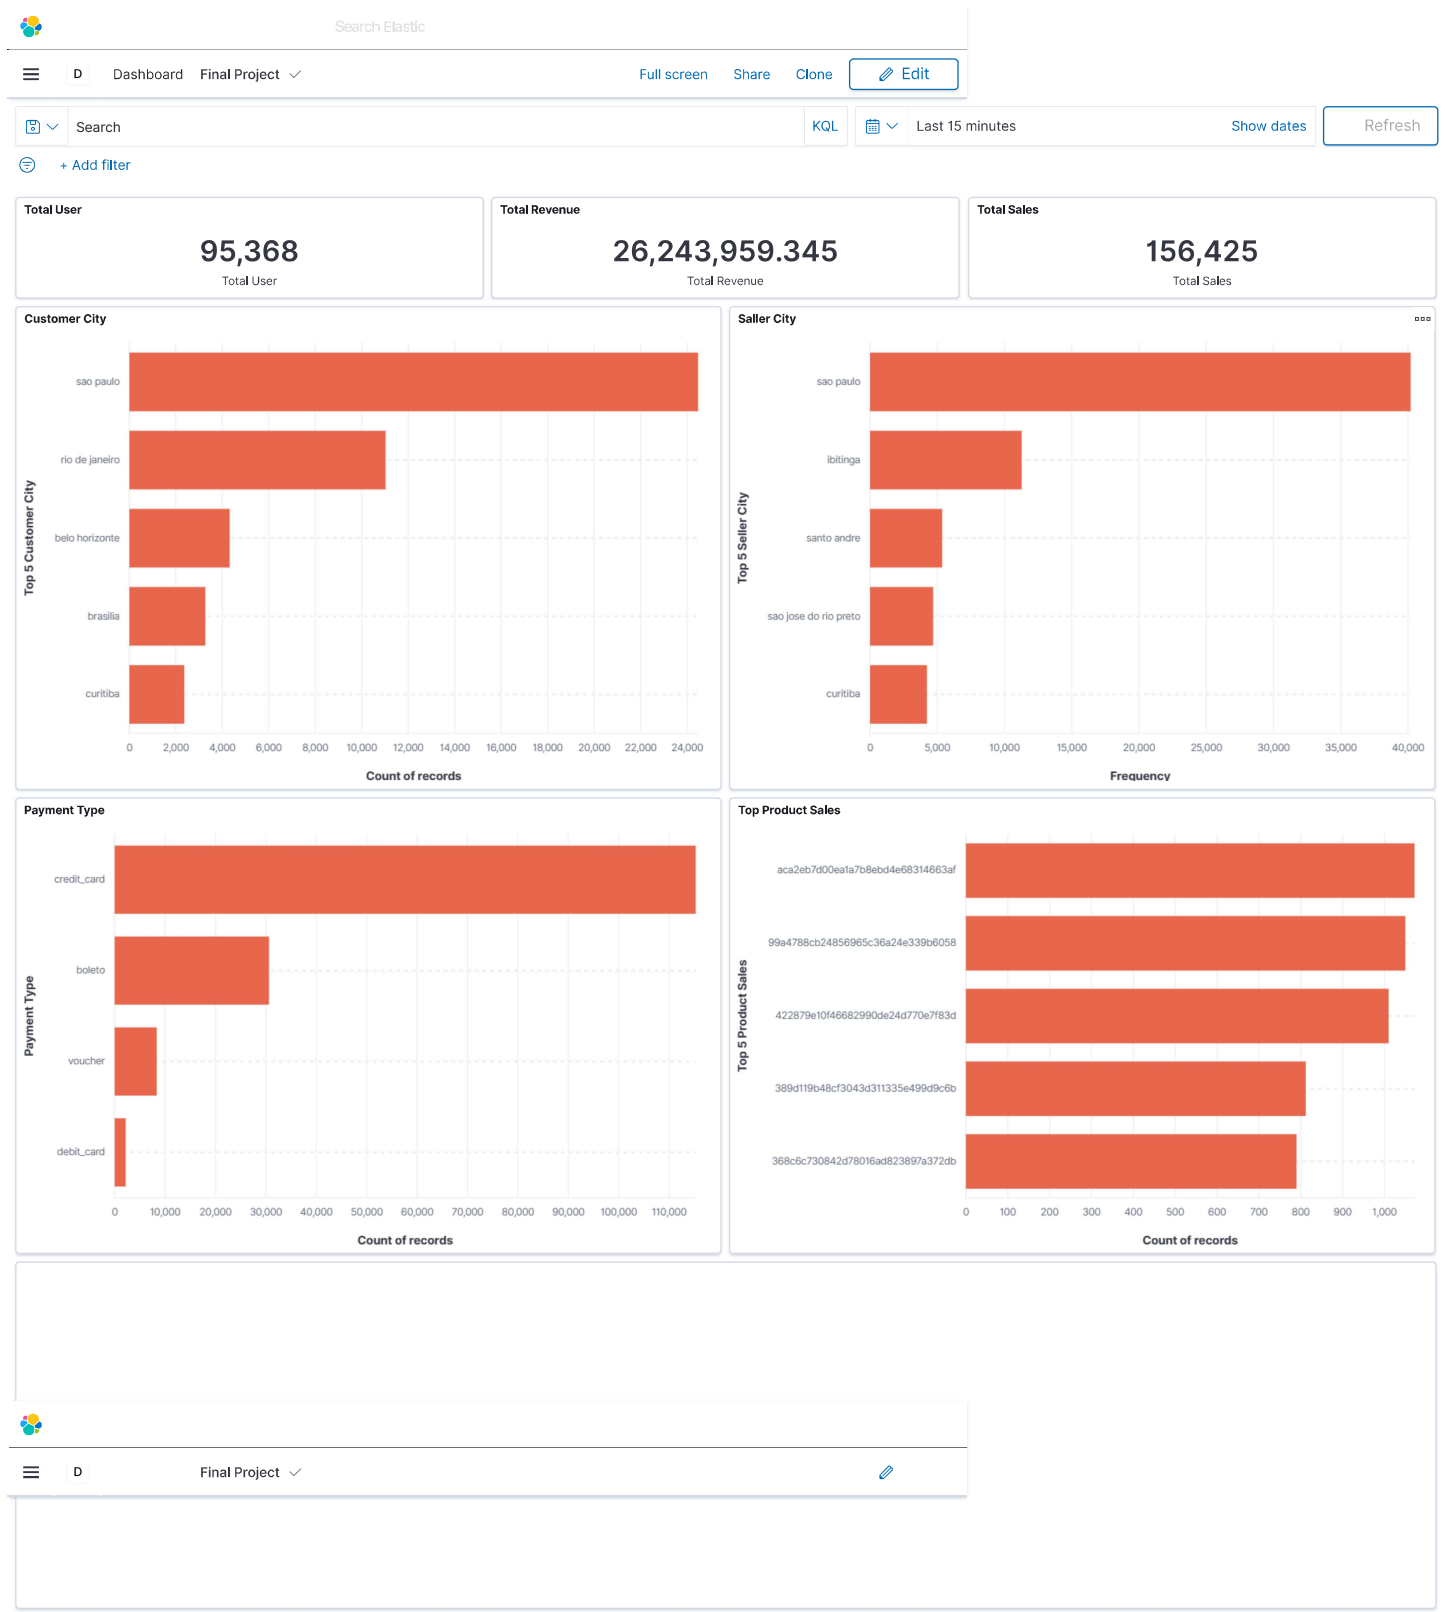 Search Elastic
D Dashboard Final Project Full screen Share Clone Edit
Search KQL Last 15 minutes Show dates Refresh
+ Add filter
Total User
95,368
Total User
Total Revenue
26,243,959.345
Total Revenue
Total Sales
156,425
Total Sales
Customer City
Top 5 Customer City
sao paulo
rio de janeiro
belo horizonte
brasilia
curitiba
0 2,000 4,000 6,000 8,000 10,000 12,000 14,000 16,000 18,000 20,000 22,000 24,000
Count of records
Saller City
Top 5 Seller City
sao paulo
ibitinga
santo andre
sao jose do rio preto
curitiba
0 5,000 10,000 15,000 20,000 25,000 30,000 35,000 40,000
Frequency
Payment Type
Payment Type
credit_card
boleto
voucher
debit_card
0 10,000 20,000 30,000 40,000 50,000 60,000 70,000 80,000 90,000 100,000 110,000
Count of records
Top Product Sales
Top 5 Product Sales
aca2eb7d00ea1a7b8ebd4e68314663af
99a4788cb24856965c36a24e339b6058
422879e10f46682990de24d770e7f83d
389d119b48cf3043d311335e499d9c6b
368c6c730842d78016ad823897a372db
0 100 200 300 400 500 600 700 800 900 1,000
Count of records
D Final Project